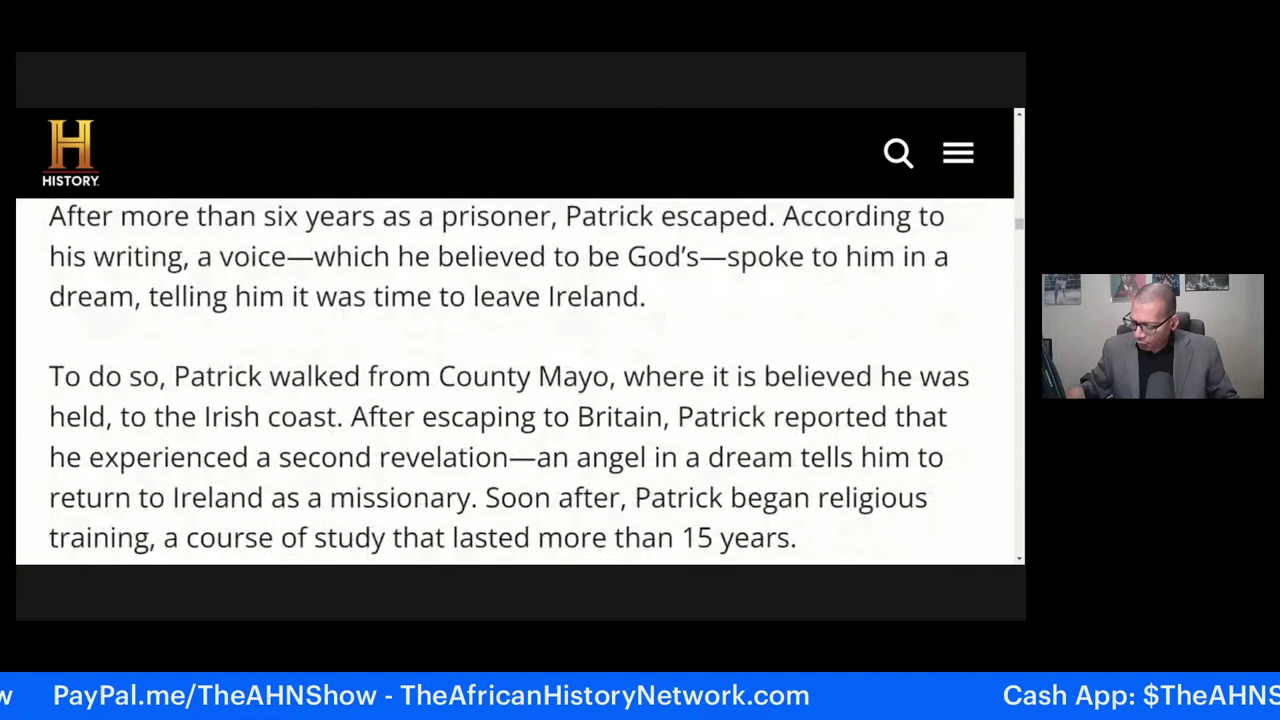 H
HISTORY.
After more than six years as a prisoner, Patrick escaped. According to
his writing, a voice—which he believed to be God’s—spoke to him in a
dream, telling him it was time to leave Ireland.
To do so, Patrick walked from County Mayo, where it is believed he was
held, to the Irish coast. After escaping to Britain, Patrick reported that
he experienced a second revelation—an angel in a dream tells him to
return to Ireland as a missionary. Soon after, Patrick began religious
training, a course of study that lasted more than 15 years.
w PayPal.me/TheAHNShow - TheAfricanHistoryNetwork.com Cash App: $TheAHNS